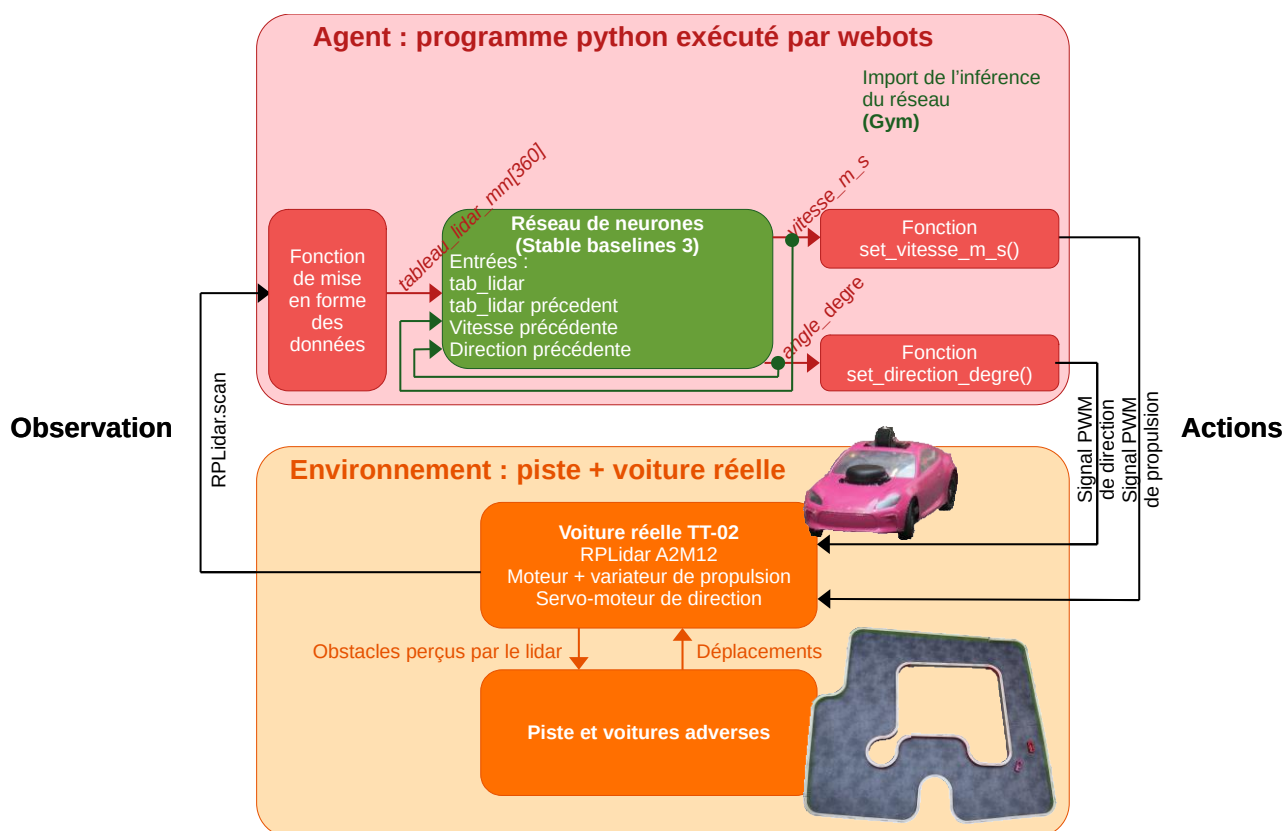 Agent : programme python exécuté par webots
Import de l'inférence
du réseau
(Gym)
tableau_lidar_mm[360]
vitesse_m_s
Réseau de neurones
(Stable baselines 3)
Entrées :
tab_lidar
tab_lidar précedent
Vitesse précédente
Direction précédente
Fonction
de mise
en forme
des
données
Fonction
set_vitesse_m_s()
angle_degre
Fonction
set_direction_degre()
Observation
RPLidar.scan
Actions
Signal PWM
de direction
Signal PWM
de propulsion
Environnement : piste + voiture réelle
Voiture réelle TT-02
RPLidar A2M12
Moteur + variateur de propulsion
Servo-moteur de direction
Obstacles perçus par le lidar
Déplacements
Piste et voitures adverses